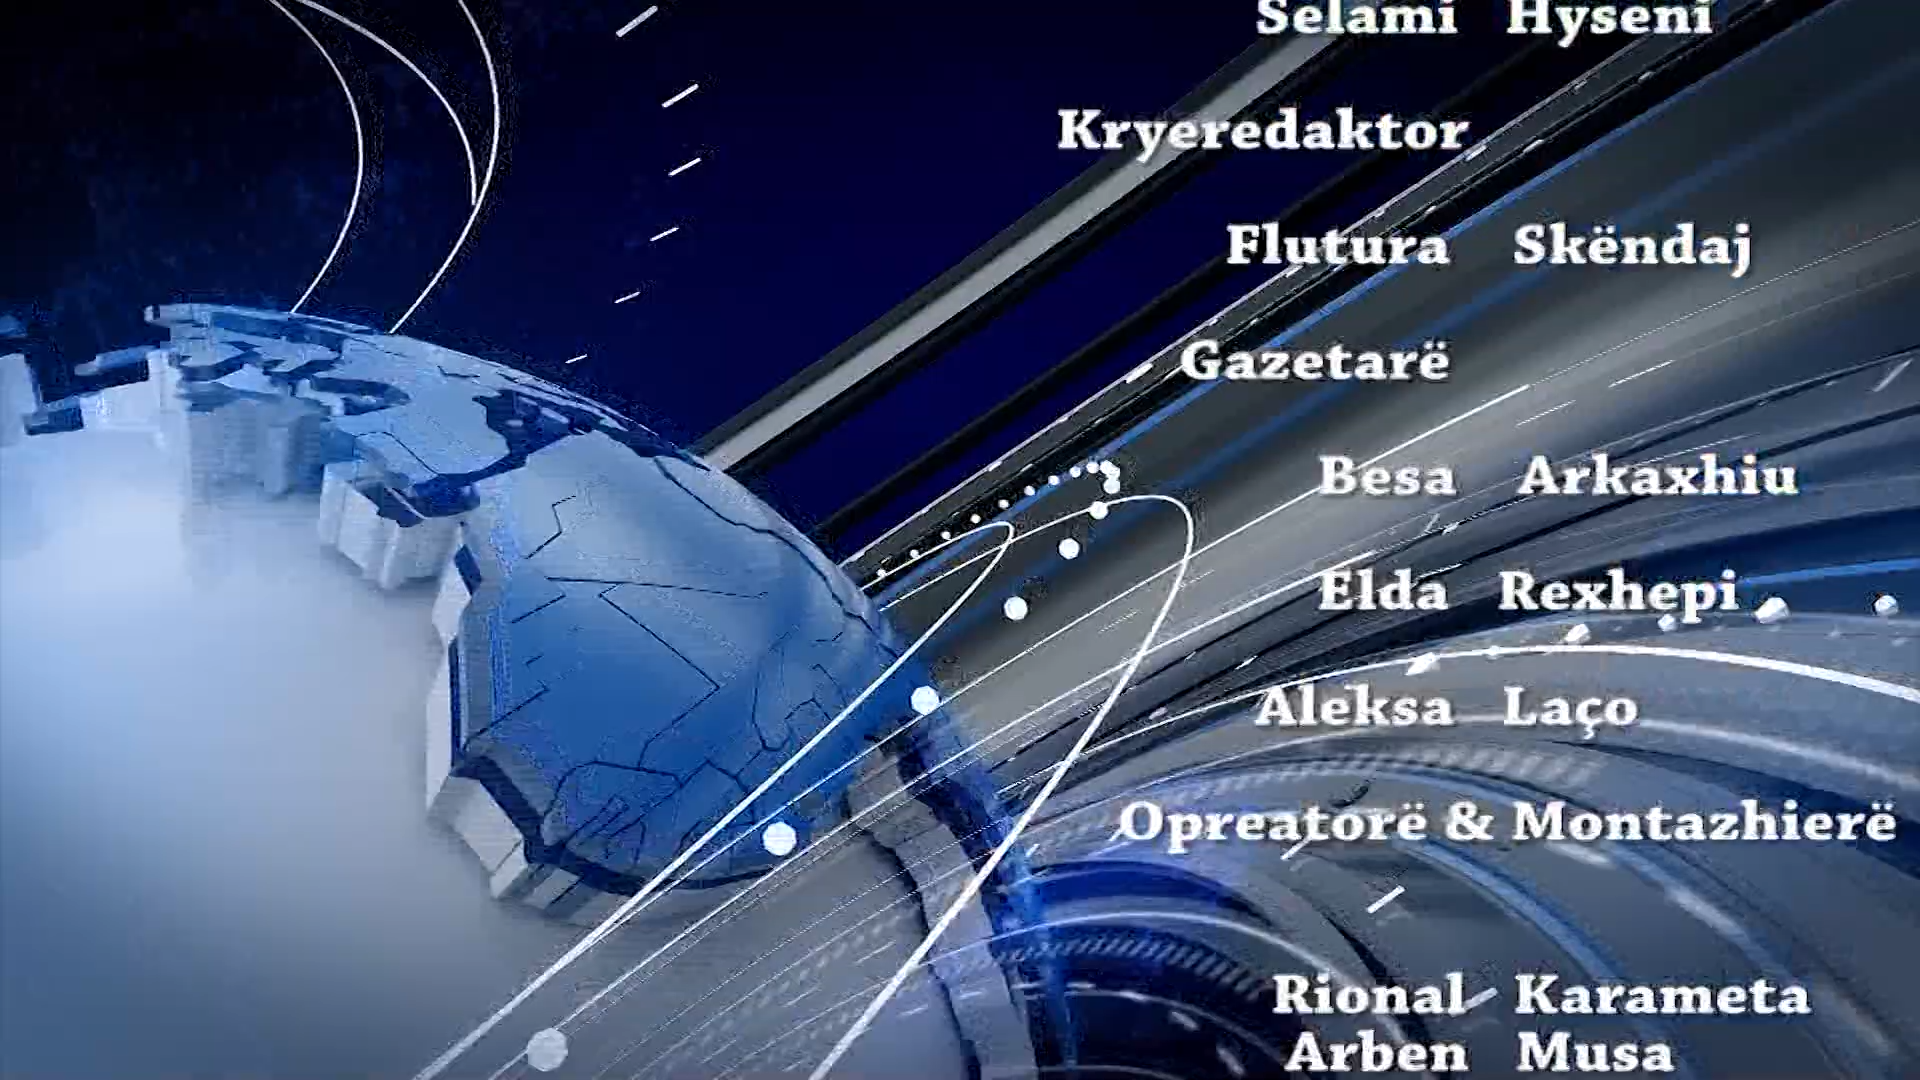 Selami Hyseni
Kryeredaktor
Flutura Skëndaj
Gazetarë
Besa Arkaxhiu
Elda Rexhepi
Aleksa Laço
Opreatorë & Montazhierë
Rional Karameta
Arben Musa